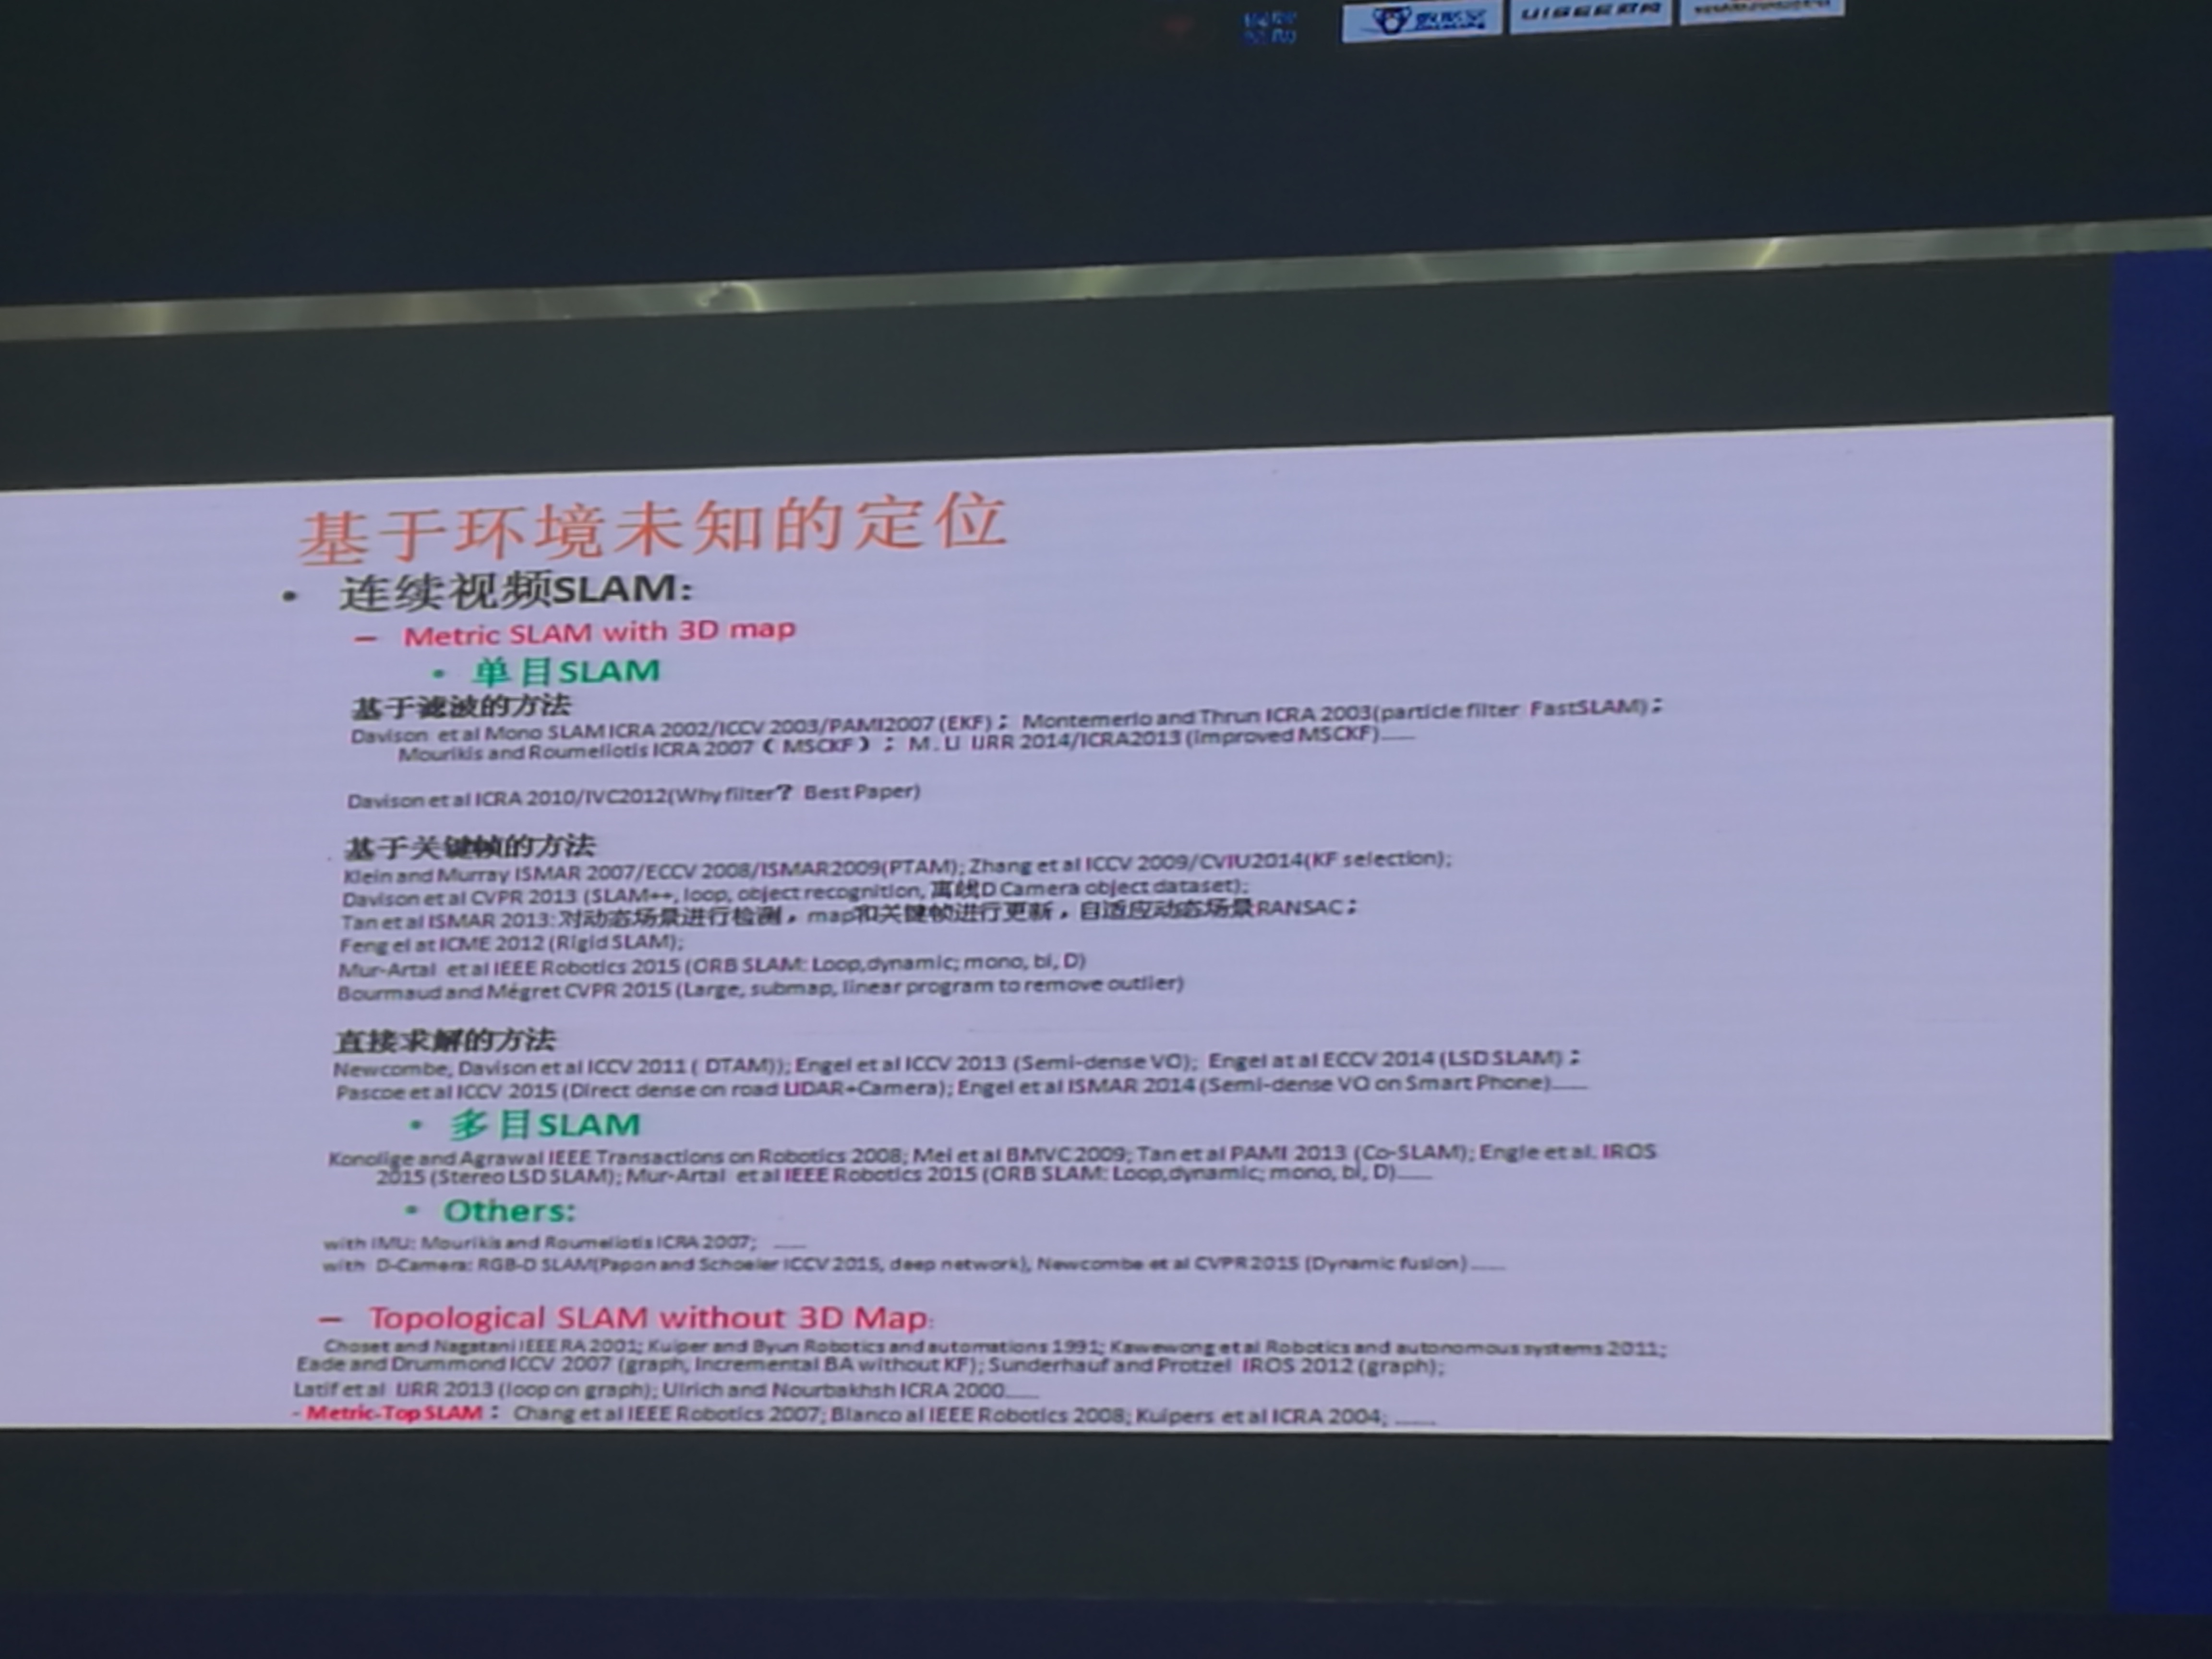 UISEE
基于环境未知的定位
• 连续视频SLAM:
– Metric SLAM with 3D map
• 单目SLAM
基于滤波的方法
Davison et al Mono SLAM ICRA 2002/ICCV 2003/PAMI2007 (EKF)； Montemerlo and Thrun ICRA 2003(particle filter FastSLAM)；
Mourikis and Roumeliotis ICRA 2007（MSCKF）； M. Li IJRR 2014/ICRA2013 (improved MSCKF)……
Davison et al ICRA 2010/IVC2012(Why filter？ Best Paper)
基于关键帧的方法
Klein and Murray ISMAR 2007/ECCV 2008/ISMAR2009(PTAM); Zhang et al ICCV 2009/CVIU2014(KF selection);
Davison et al CVPR 2013 (SLAM++, loop, object recognition, 离线D Camera object dataset);
Tan et al ISMAR 2013: 对动态场景进行检测，map和关键帧进行更新，自适应动态场景RANSAC；
Feng el at ICME 2012 (Rigid SLAM);
Mur-Artal et al IEEE Robotics 2015 (ORB SLAM: Loop,dynamic; mono, bi, D)
Bourmaud and Mégret CVPR 2015 (Large, submap, linear program to remove outlier)
直接求解的方法
Newcombe, Davison et al ICCV 2011 ( DTAM)); Engel et al ICCV 2013 (Semi-dense VO); Engel at al ECCV 2014 (LSD SLAM)；
Pascoe et al ICCV 2015 (Direct dense on road LIDAR+Camera); Engel et al ISMAR 2014 (Semi-dense VO on Smart Phone)……
• 多目SLAM
Konolige and Agrawal IEEE Transactions on Robotics 2008; Mei et al BMVC 2009; Tan et al PAMI 2013 (Co-SLAM); Engle et al. IROS
2015 (Stereo LSD SLAM); Mur-Artal et al IEEE Robotics 2015 (ORB SLAM: Loop,dynamic; mono, bi, D)……
• Others:
with IMU: Mourikis and Roumeliotis ICRA 2007; ……
with D-Camera: RGB-D SLAM(Papon and Schoeler ICCV 2015, deep network), Newcombe et al CVPR2015 (Dynamic fusion)……
– Topological SLAM without 3D Map:
Choset and Nagatani IEEE RA 2001; Kuiper and Byun Robotics and automations 1991; Kawewong et al Robotics and autonomous systems 2011;
Eade and Drummond ICCV 2007 (graph, Incremental BA without KF); Sunderhauf and Protzel IROS 2012 (graph);
Latif et al IJRR 2013 (loop on graph); Ulrich and Nourbakhsh ICRA 2000……
- Metric-Top SLAM： Chang et al IEEE Robotics 2007; Blanco al IEEE Robotics 2008; Kuipers et al ICRA 2004; ……